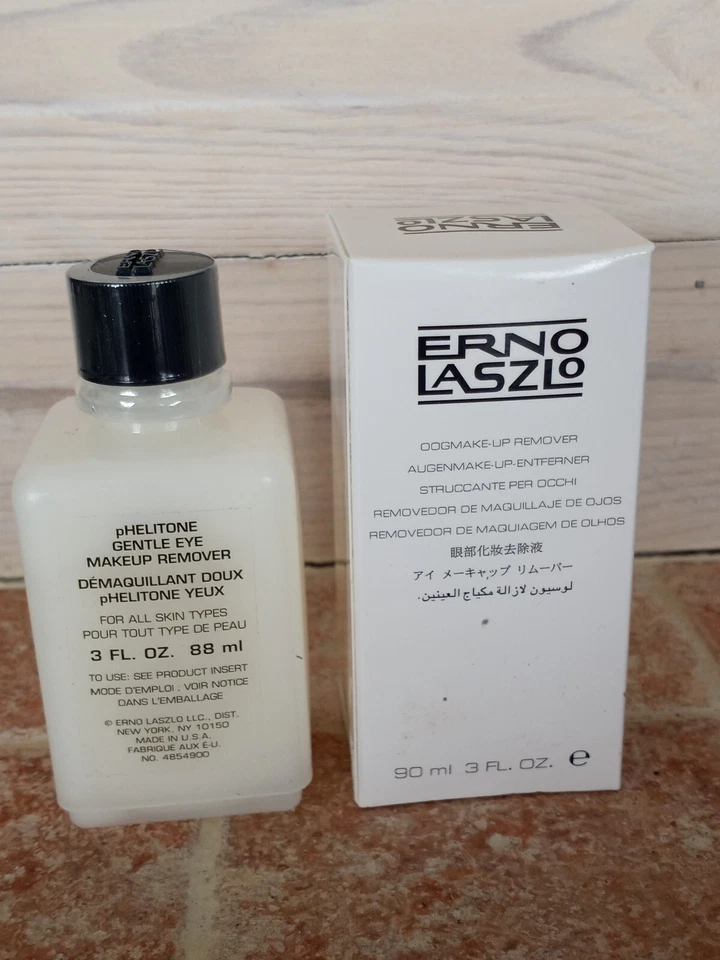 ERNO
LASZLO
pHELITONE
GENTLE EYE
MAKEUP REMOVER
DÉMAQUILLANT DOUX
pHELITONE YEUX
FOR ALL SKIN TYPES
POUR TOUT TYPE DE PEAU
3 FL. OZ. 88 ml
TO USE: SEE PRODUCT INSERT
MODE D'EMPLOI . VOIR NOTICE
DANS L'EMBALLAGE
© ERNO LASZLO LLC., DIST.
NEW YORK, NY 10150
MADE IN U.S.A.
FABRIQUÉ AUX É-U.
NO. 4854900
ERNO
LASZLO
ERNO
LASZLO
OOGMAKE-UP REMOVER
AUGENMAKE-UP-ENTFERNER
STRUCCANTE PER OCCHI
REMOVEDOR DE MAQUILLAJE DE OJOS
REMOVEDOR DE MAQUIAGEM DE OLHOS
眼部化妝去除液
アイ メーキャップ リムーバー
لوسيون لازالة مكياج العينين.
90 ml 3 FL. OZ. ℮